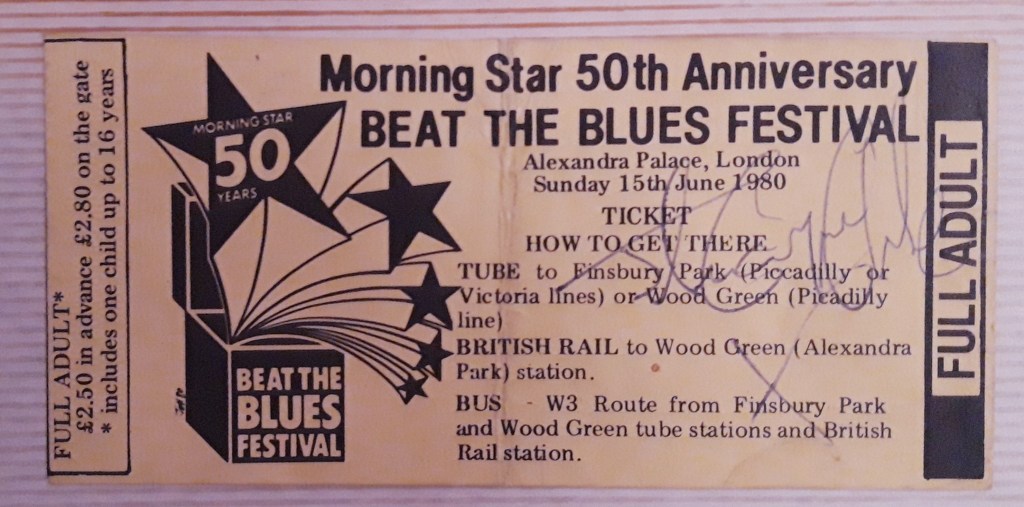 FULL ADULT*
£2.50 in advance £2.80 on the gate
* includes one child up to 16 years
MORNING STAR
50
YEARS
BEAT THE
BLUES
FESTIVAL
Morning Star 50th Anniversary
BEAT THE BLUES FESTIVAL
Alexandra Palace, London
Sunday 15th June 1980
TICKET
HOW TO GET THERE
TUBE to Finsbury Park (Piccadilly or
Victoria lines) or Wood Green (Picadilly
line)
BRITISH RAIL to Wood Green (Alexandra
Park) station.
BUS - W3 Route from Finsbury Park
and Wood Green tube stations and British
Rail station.
FULL ADULT